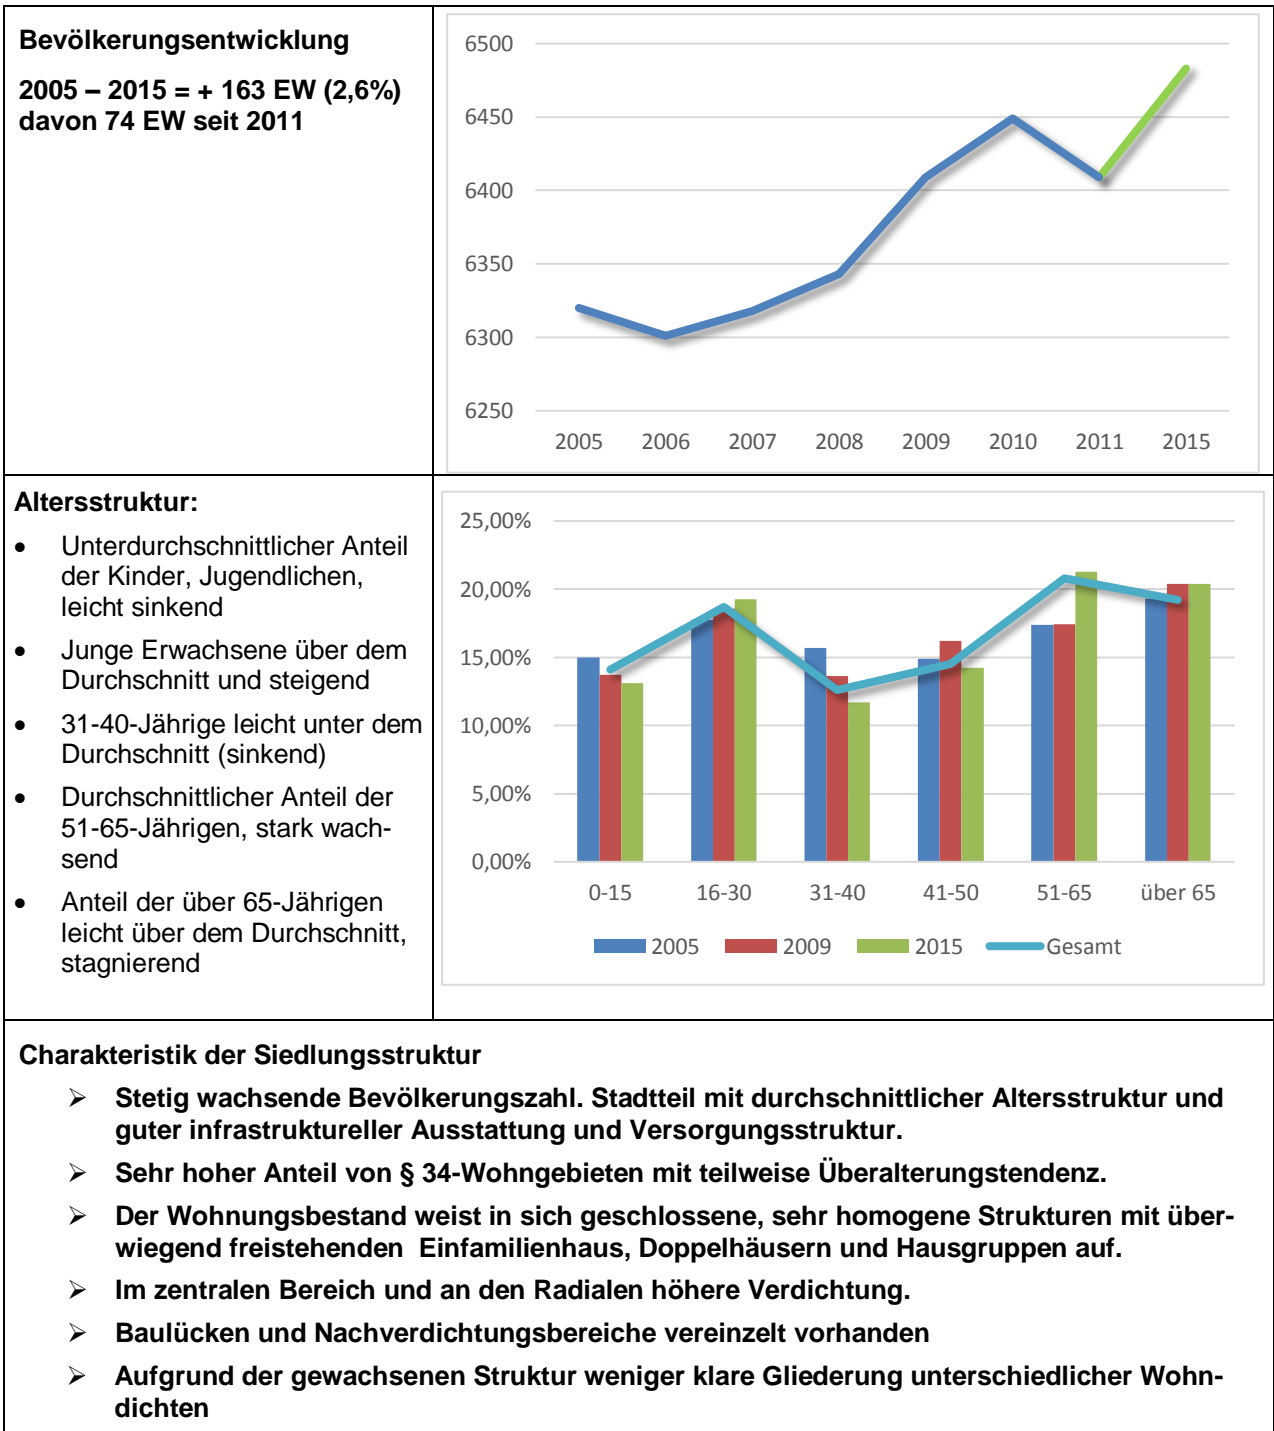 Bevölkerungsentwicklung
2005 – 2015 = + 163 EW (2,6%)
davon 74 EW seit 2011
6500
6450
6400
6350
6300
6250
2005 2006 2007 2008 2009 2010 2011 2015
Altersstruktur:
• Unterdurchschnittlicher Anteil
der Kinder, Jugendlichen,
leicht sinkend
• Junge Erwachsene über dem
Durchschnitt und steigend
• 31-40-Jährige leicht unter dem
Durchschnitt (sinkend)
• Durchschnittlicher Anteil der
51-65-Jährigen, stark wach-
send
• Anteil der über 65-Jährigen
leicht über dem Durchschnitt,
stagnierend
25,00%
20,00%
15,00%
10,00%
5,00%
0,00%
0-15 16-30 31-40 41-50 51-65 über 65
2005 2009 2015 Gesamt
Charakteristik der Siedlungsstruktur
➢ Stetig wachsende Bevölkerungszahl. Stadtteil mit durchschnittlicher Altersstruktur und
guter infrastruktureller Ausstattung und Versorgungsstruktur.
➢ Sehr hoher Anteil von § 34-Wohngebieten mit teilweise Überalterungstendenz.
➢ Der Wohnungsbestand weist in sich geschlossene, sehr homogene Strukturen mit über-
wiegend freistehenden  Einfamilienhaus, Doppelhäusern und Hausgruppen auf.
➢ Im zentralen Bereich und an den Radialen höhere Verdichtung.
➢ Baulücken und Nachverdichtungsbereiche vereinzelt vorhanden
➢ Aufgrund der gewachsenen Struktur weniger klare Gliederung unterschiedlicher Wohn-
dichten